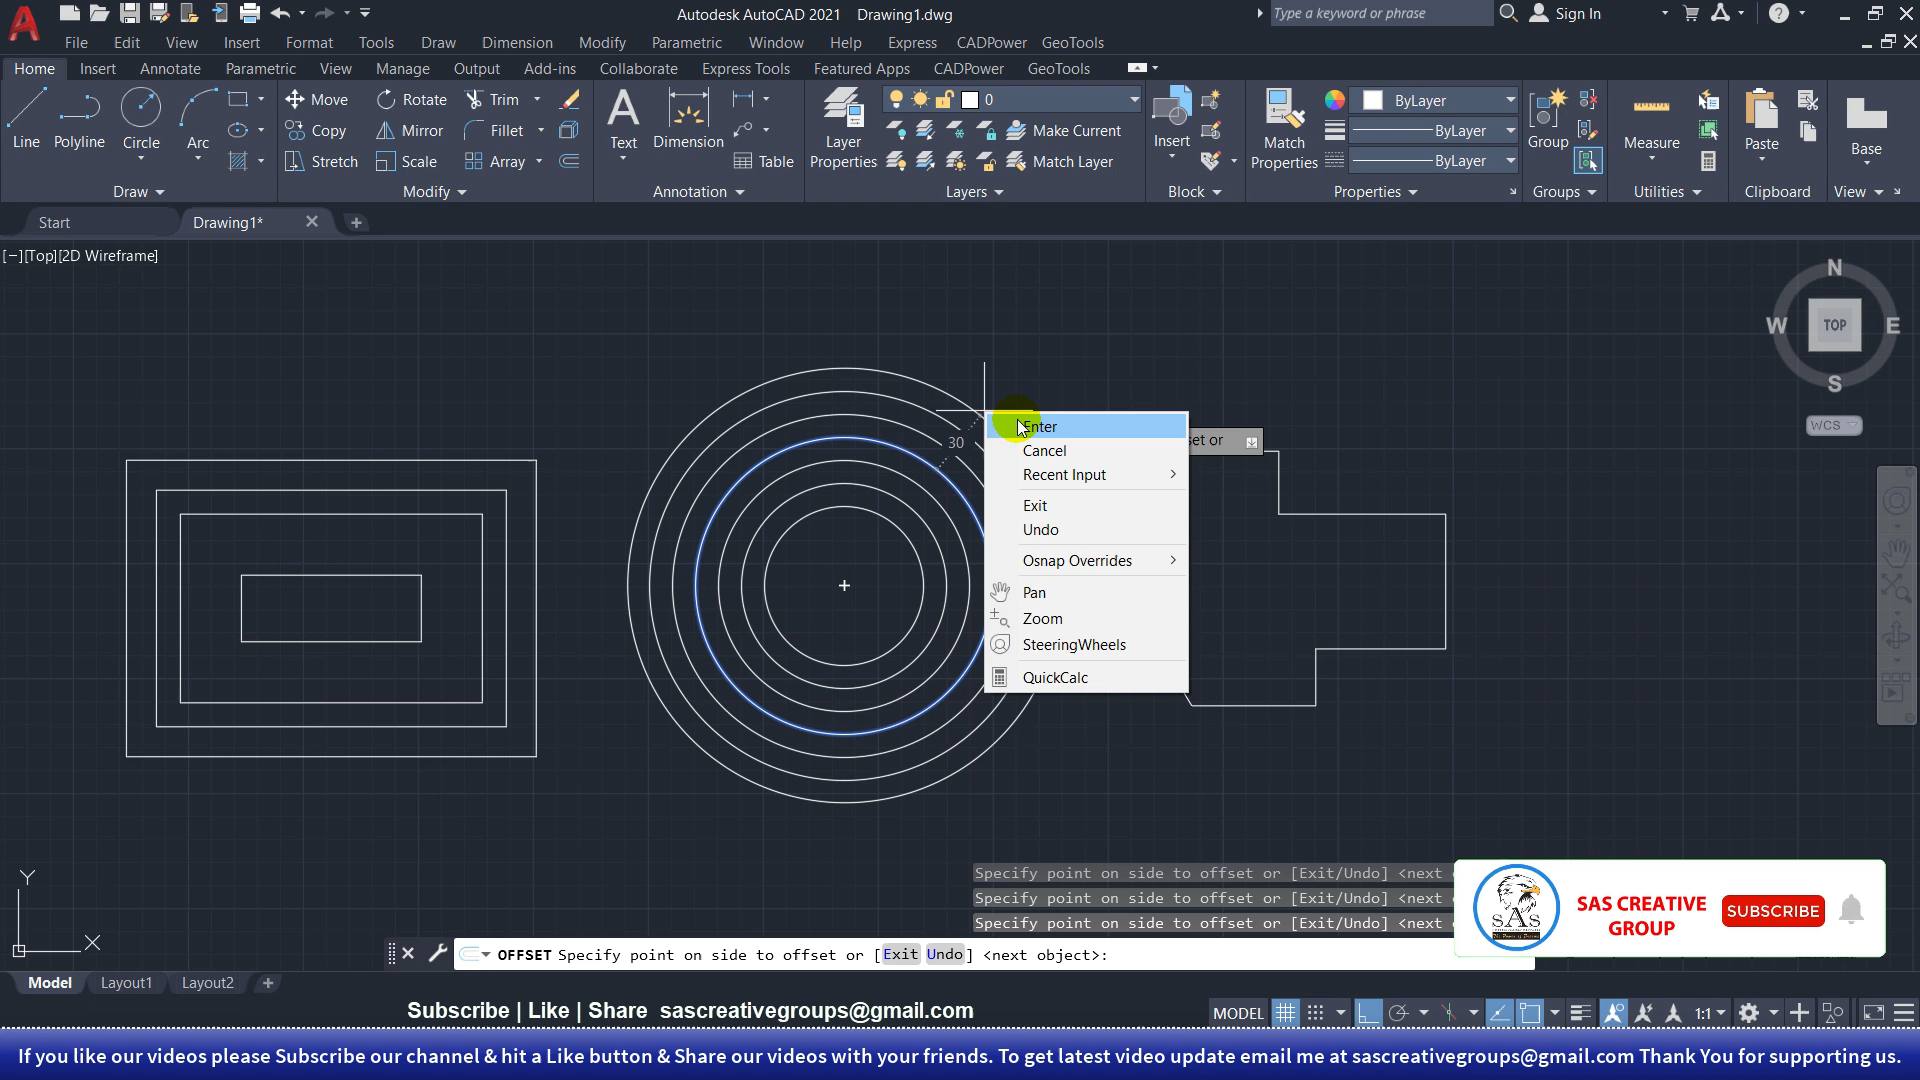 Autodesk AutoCAD 2021 Drawing1.dwg
Type a keyword or phrase
Sign In
File Edit View Insert Format Tools Draw Dimension Modify Parametric Window Help Express CADPower GeoTools
Home Insert Annotate Parametric View Manage Output Add-ins Collaborate Express Tools Featured Apps CADPower GeoTools
Line Polyline Circle Arc
Move Rotate Trim
Copy Mirror Fillet
Stretch Scale Array
Text Dimension Table
Layer Properties
0
Make Current
Match Layer
Insert
Match Properties
ByLayer
ByLayer
ByLayer
Group Measure Paste Base
Draw Modify Annotation Layers Block Properties Groups Utilities Clipboard View
Start Drawing1*
[−][Top][2D Wireframe]
N
W TOP E
S
WCS
30
set or
Enter
Cancel
Recent Input
Exit
Undo
Osnap Overrides
Pan
Zoom
SteeringWheels
QuickCalc
Y
X
Specify point on side to offset or [Exit/Undo] <next
Specify point on side to offset or [Exit/Undo] <next
Specify point on side to offset or [Exit/Undo] <next
OFFSET Specify point on side to offset or [Exit Undo] <next object>:
SAS
SAS CREATIVE GROUP
SUBSCRIBE
Model Layout1 Layout2
Subscribe | Like | Share sascreativegroups@gmail.com
MODEL 1:1
If you like our videos please Subscribe our channel & hit a Like button & Share our videos with your friends. To get latest video update email me at sascreativegroups@gmail.com Thank You for supporting us.